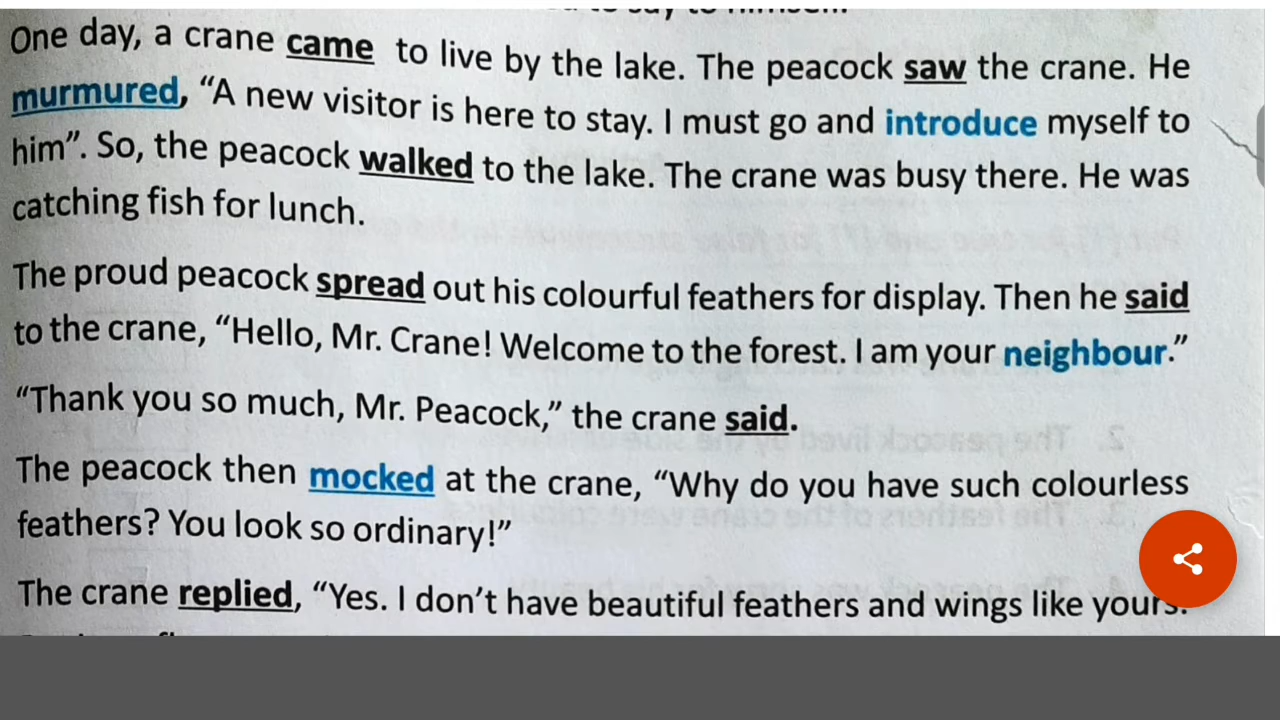 to say to himself.
One day, a crane came to live by the lake. The peacock saw the crane. He
murmured, “A new visitor is here to stay. I must go and introduce myself to
him”. So, the peacock walked to the lake. The crane was busy there. He was
catching fish for lunch.
The proud peacock spread out his colourful feathers for display. Then he said
to the crane, “Hello, Mr. Crane! Welcome to the forest. I am your neighbour.”
“Thank you so much, Mr. Peacock,” the crane said.
The peacock then mocked at the crane, “Why do you have such colourless
feathers? You look so ordinary!”
The crane replied, “Yes. I don’t have beautiful feathers and wings like yours.